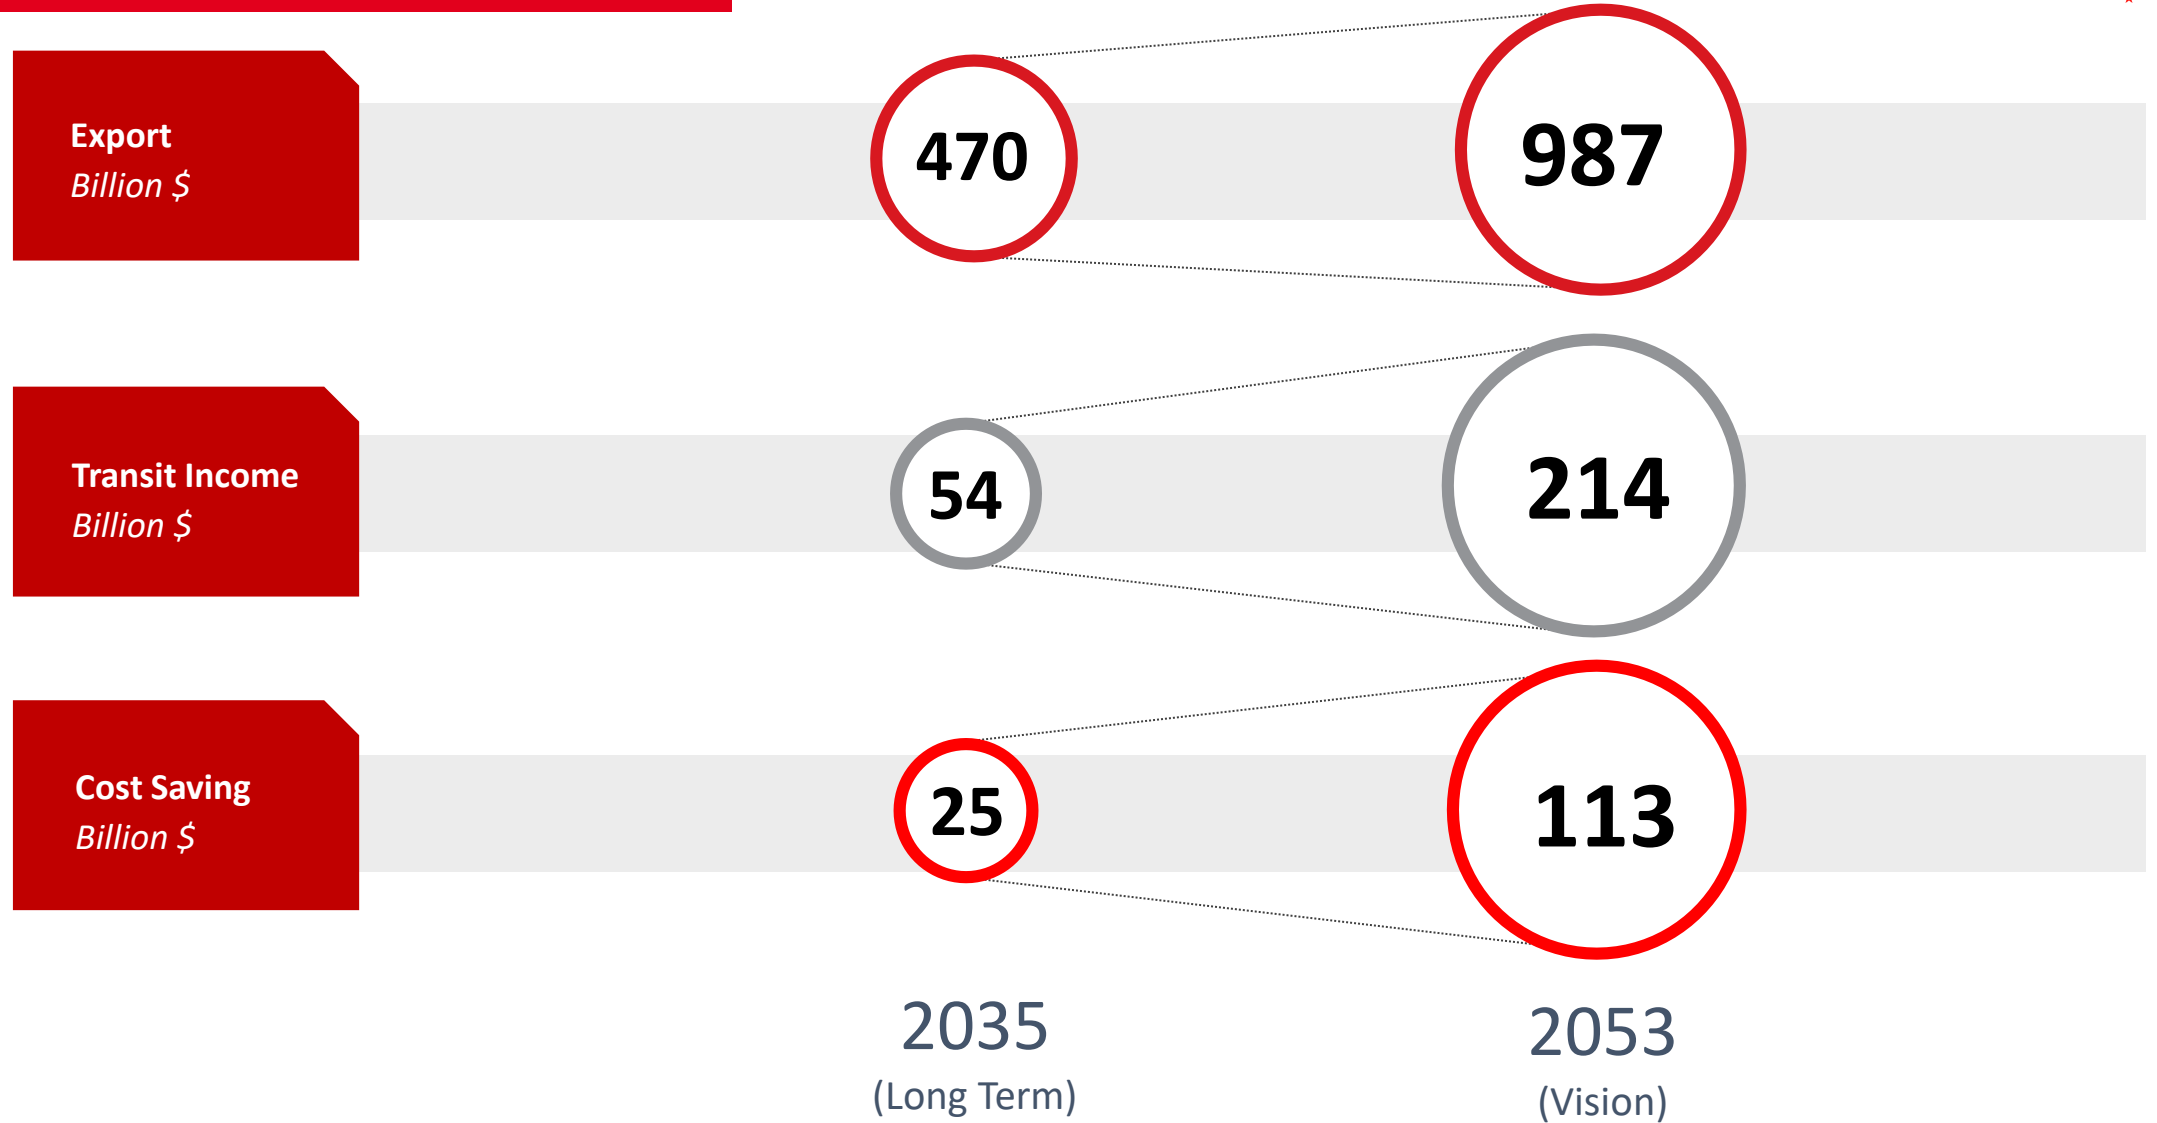 Export
Billion $
470
987
Transit Income
Billion $
54
214
Cost Saving
Billion $
25
113
2035
(Long Term)
2053
(Vision)